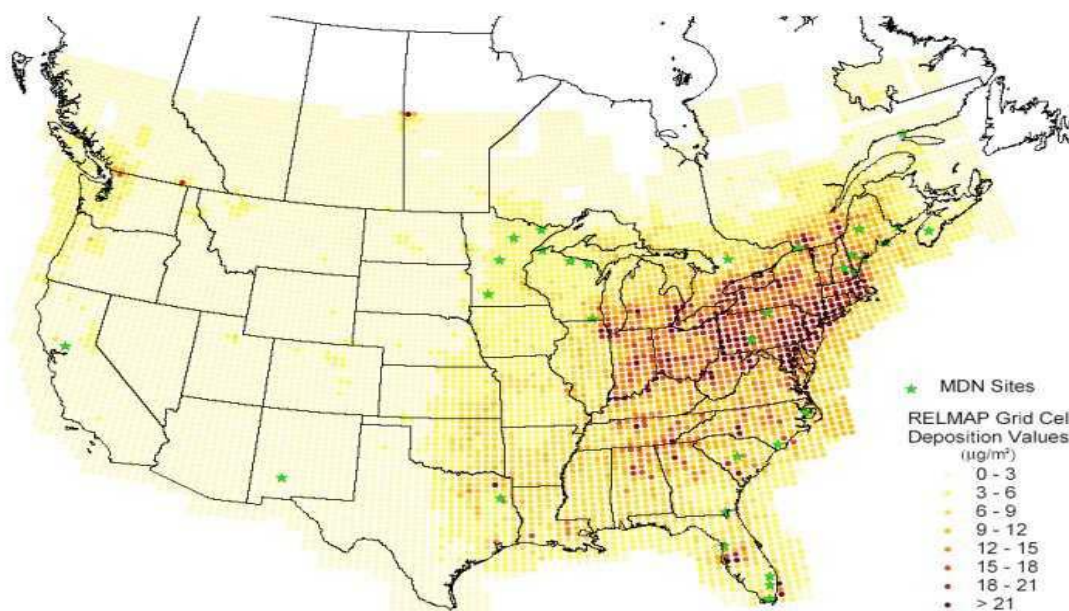 MDN Sites
RELMAP Grid Cel
Deposition Values
(µg/m²)
0 - 3
3 - 6
6 - 9
9 - 12
12 - 15
15 - 18
18 - 21
> 21